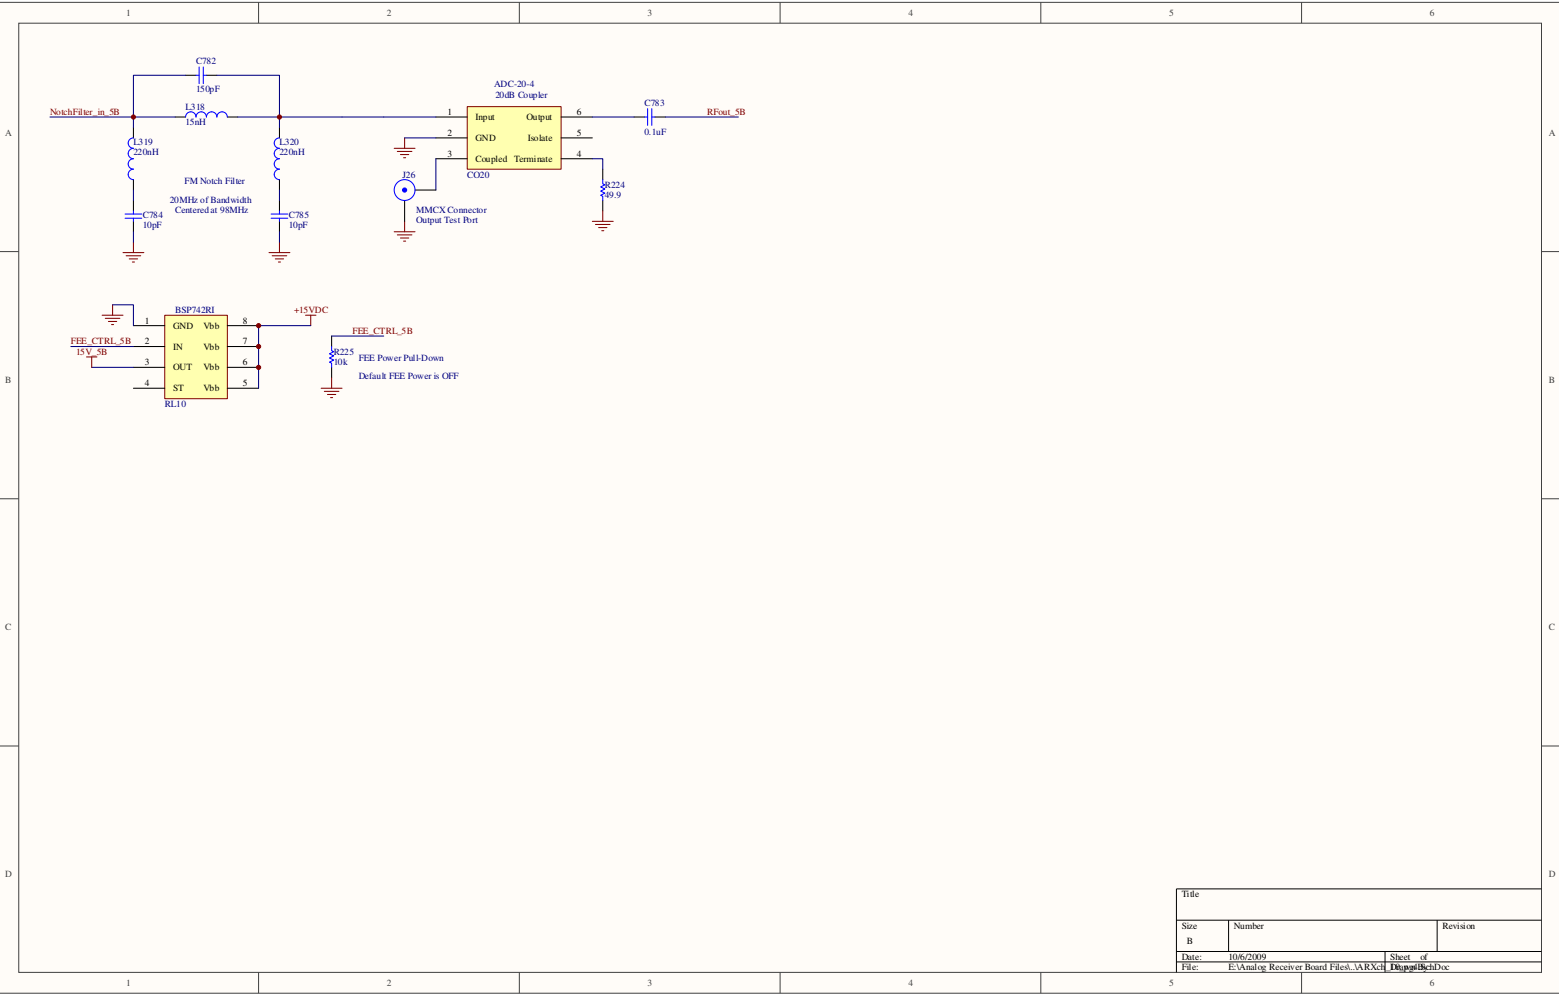 1 2 3 4 5 6
A A
B B
C C
D D
C782
150pF
NotchFilter_in_5B
L318
15nH
L319
220nH
L320
220nH
FM Notch Filter
20MHz of Bandwidth
Centered at 98MHz
C784
10pF
C785
10pF
ADC-20-4
20dB Coupler
1 Input Output 6
2 GND Isolate 5
3 Coupled Terminate 4
CO20
C783
0.1uF
RFout_5B
J26
MMCX Connector
Output Test Port
R224
49.9
BSP742RI
1 GND Vbb 8
2 IN Vbb 7
3 OUT Vbb 6
4 ST Vbb 5
RL10
FEE_CTRL_5B
15V_5B
+15VDC
FEE_CTRL_5B
R225
10k
FEE Power Pull-Down
Default FEE Power is OFF
Title
Size Number Revision
B
Date: 10/6/2009 Sheet of
File: E:\Analog Receiver Board Files\..\ARXch
1 2 3 4 5 6